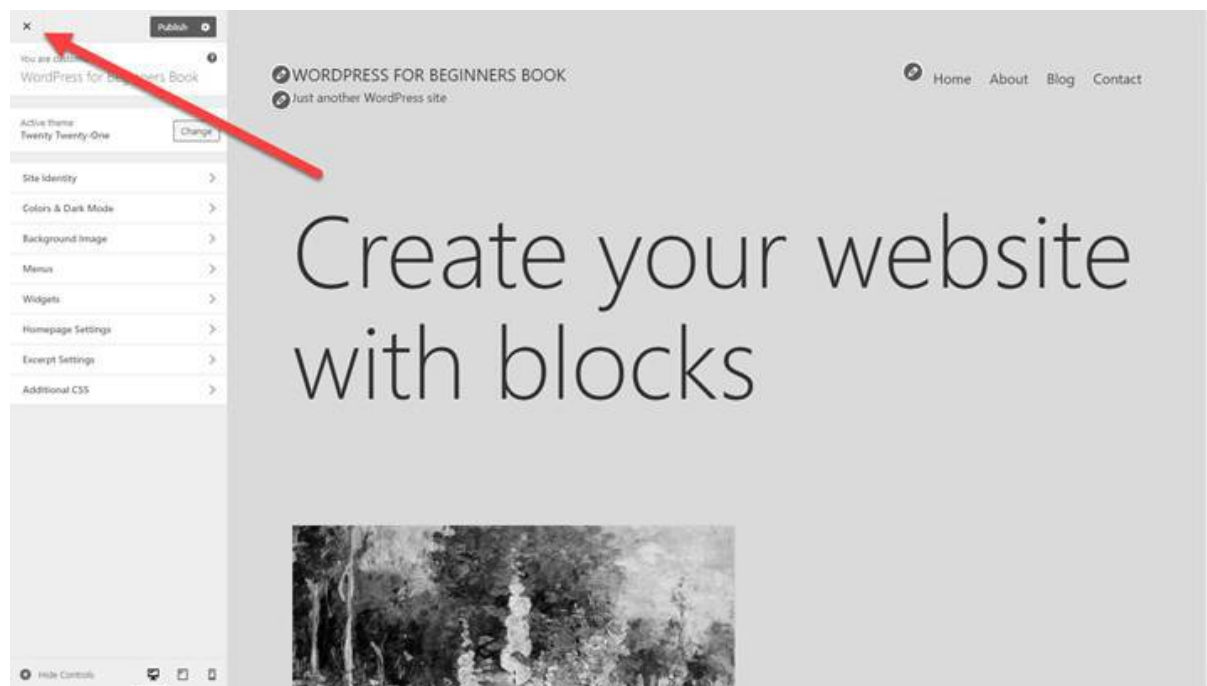 Publish
You are customizing
WordPress for Beginners Book
Active theme
Twenty Twenty-One
Change
Site Identity
Colors & Dark Mode
Background Image
Menus
Widgets
Homepage Settings
Excerpt Settings
Additional CSS
Hide Controls
WORDPRESS FOR BEGINNERS BOOK
Just another WordPress site
Home About Blog Contact
Create your website
with blocks